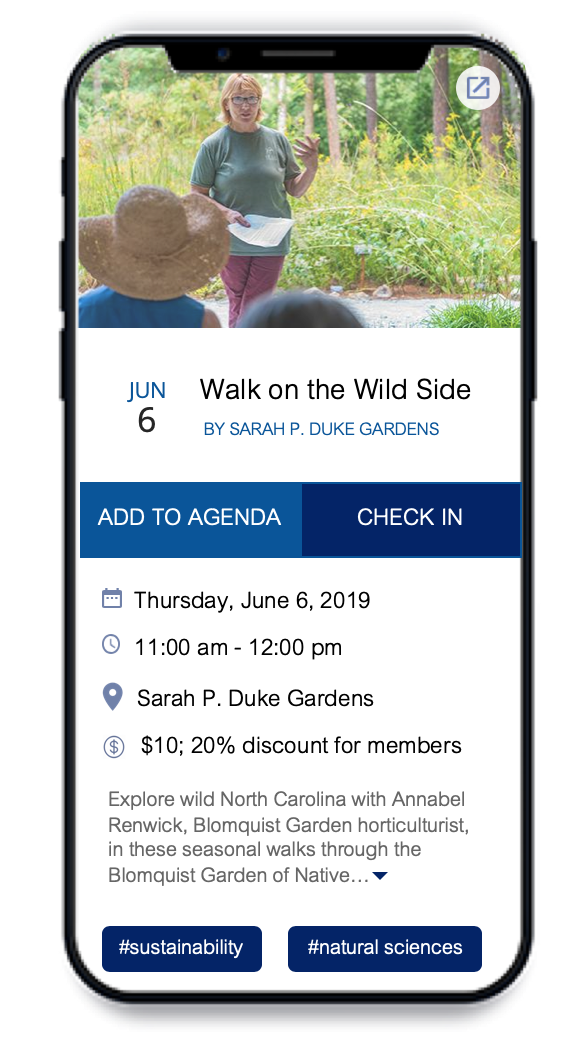 JUN
6
Walk on the Wild Side
BY SARAH P. DUKE GARDENS
ADD TO AGENDA
CHECK IN
Thursday, June 6, 2019
11:00 am - 12:00 pm
Sarah P. Duke Gardens
$10; 20% discount for members
Explore wild North Carolina with Annabel
Renwick, Blomquist Garden horticulturist,
in these seasonal walks through the
Blomquist Garden of Native…
#sustainability
#natural sciences